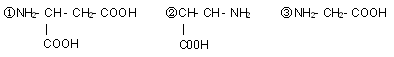 ①NH₂- CH- CH₂- COOH ②CH- CH- NH₂ ③NH₂- CH₂- COOH
COOH COOH